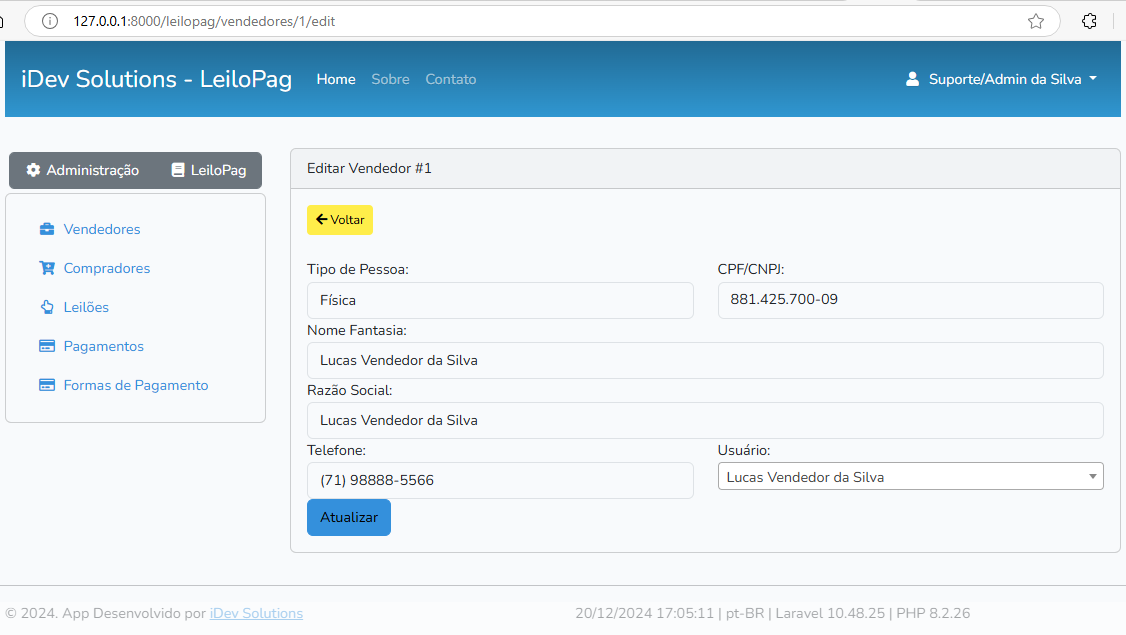 127.0.0.1:8000/leilopag/vendedores/1/edit
iDev Solutions - LeiloPag Home Sobre Contato Suporte/Admin da Silva
Administração LeiloPag
Vendedores
Compradores
Leilões
Pagamentos
Formas de Pagamento
Editar Vendedor #1
Voltar
Tipo de Pessoa: CPF/CNPJ:
Física 881.425.700-09
Nome Fantasia:
Lucas Vendedor da Silva
Razão Social:
Lucas Vendedor da Silva
Telefone: Usuário:
(71) 98888-5566 Lucas Vendedor da Silva
Atualizar
© 2024. App Desenvolvido por iDev Solutions 20/12/2024 17:05:11 | pt-BR | Laravel 10.48.25 | PHP 8.2.26